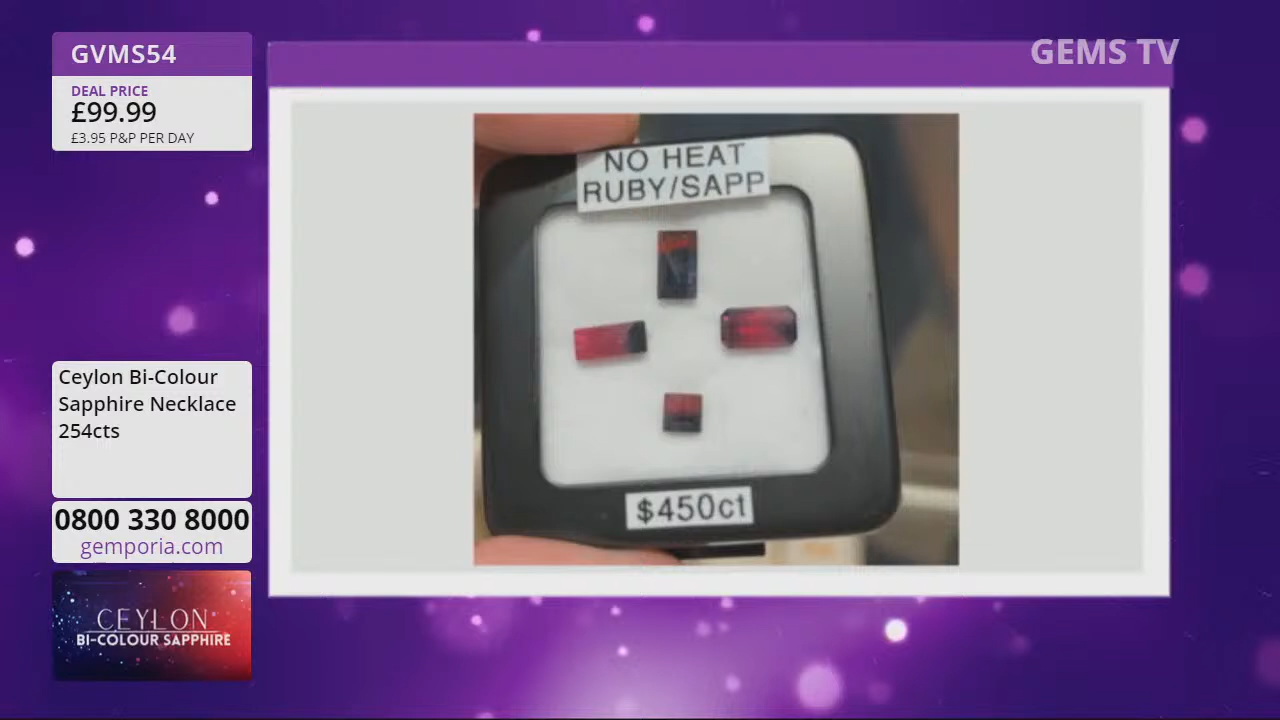 GVMS54
DEAL PRICE
£99.99
£3.95 P&P PER DAY
GEMS TV
NO HEAT
RUBY/SAPP
$450ct
Ceylon Bi-Colour
Sapphire Necklace
254cts
0800 330 8000
gemporia.com
CEYLON
BI-COLOUR SAPPHIRE